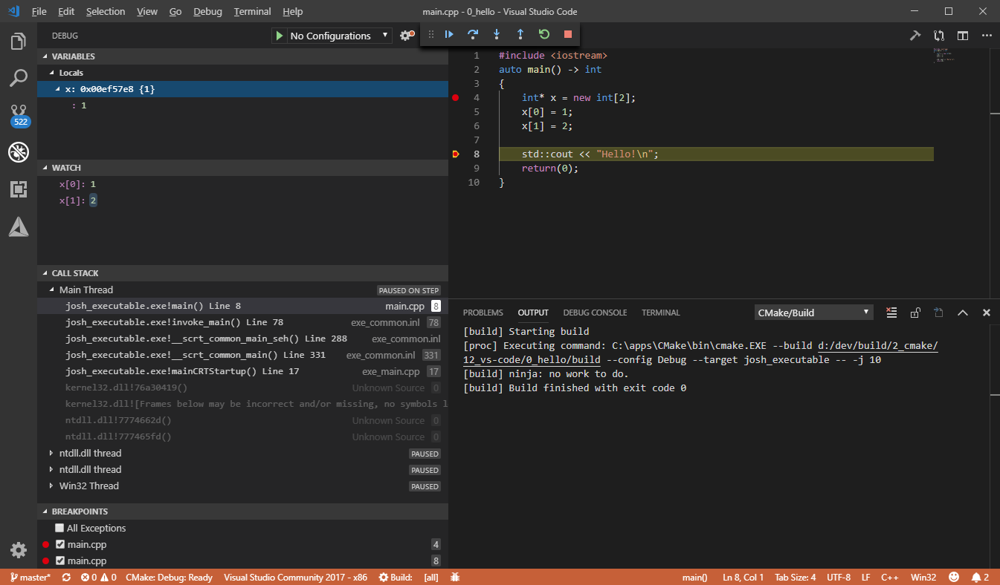 File Edit Selection View Go Debug Terminal Help main.cpp - 0_hello - Visual Studio Code
DEBUG No Configurations
522
VARIABLES
Locals
x: 0x00ef57e8 {1}
: 1
WATCH
x[0]: 1
x[1]: 2
CALL STACK
Main Thread PAUSED ON STEP
josh_executable.exe!main() Line 8 main.cpp 8
josh_executable.exe!invoke_main() Line 78 exe_common.inl 78
josh_executable.exe!__scrt_common_main_seh() Line 288 exe_common.inl
josh_executable.exe!__scrt_common_main() Line 331 exe_common.inl 331
josh_executable.exe!mainCRTStartup() Line 17 exe_main.cpp 17
kernel32.dll!76a30419() Unknown Source 0
kernel32.dll![Frames below may be incorrect and/or missing, no symbols l
ntdll.dll!7774662d() Unknown Source 0
ntdll.dll!777465fd() Unknown Source 0
ntdll.dll thread PAUSED
ntdll.dll thread PAUSED
Win32 Thread PAUSED
BREAKPOINTS
All Exceptions
main.cpp 4
main.cpp 8
1 #include <iostream>
2 auto main() -> int
3 {
4 int* x = new int[2];
5 x[0] = 1;
6 x[1] = 2;
7
8 std::cout << "Hello!\n";
9 return(0);
10 }
PROBLEMS OUTPUT DEBUG CONSOLE TERMINAL CMake/Build
[build] Starting build
[proc] Executing command: C:\apps\CMake\bin\cmake.EXE --build d:/dev/build/2_cmake/
12_vs-code/0_hello/build --config Debug --target josh_executable -- -j 10
[build] ninja: no work to do.
[build] Build finished with exit code 0
master* 0 0 CMake: Debug: Ready Visual Studio Community 2017 - x86 Build: [all] main() Ln 8, Col 1 Tab Size: 4 UTF-8 LF C++ Win32 2